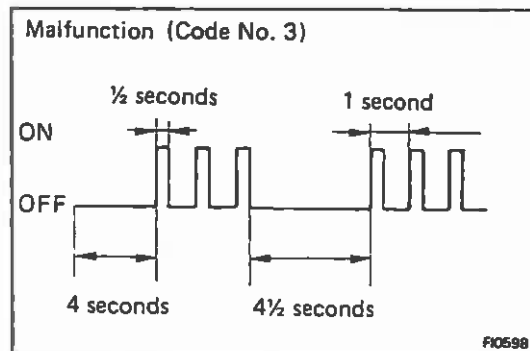 Malfunction (Code No. 3)
½ seconds
1 second
ON
OFF
4 seconds
4½ seconds
FI0598